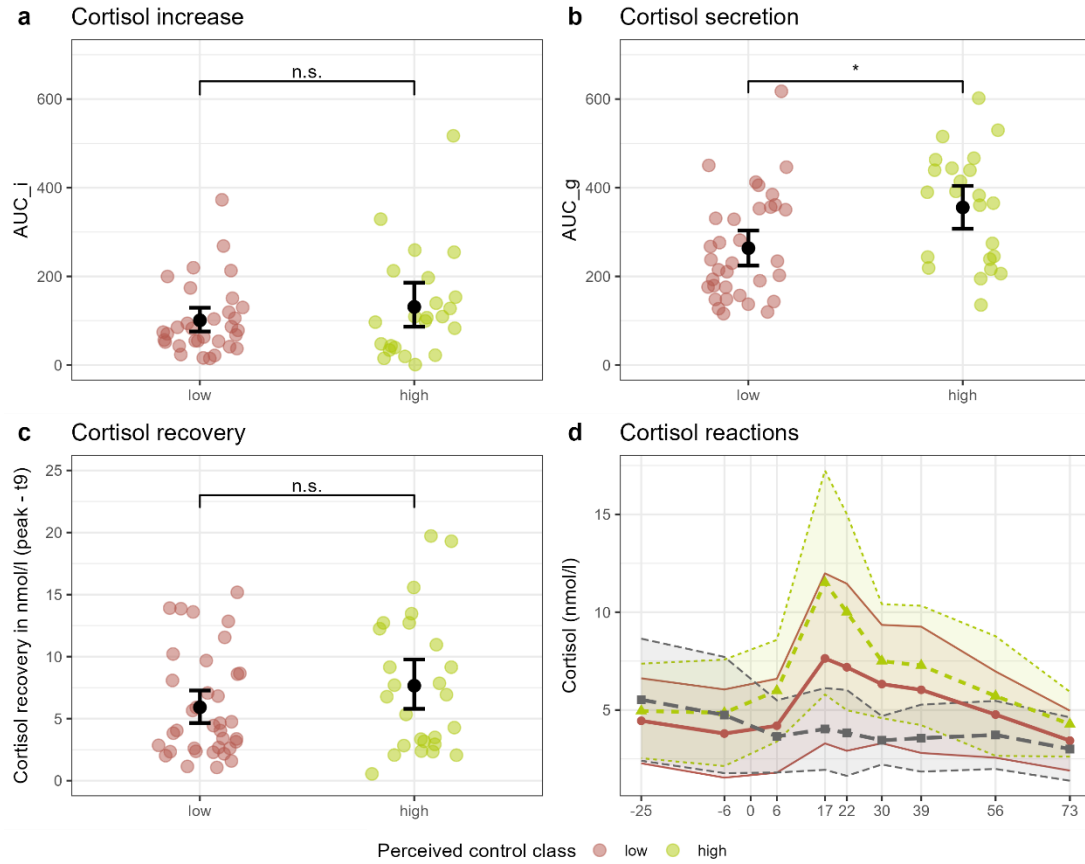 a Cortisol increase
n.s.
600
400
200
0
AUC_i
low high
b Cortisol secretion
*
600
400
200
0
AUC_g
low high
c Cortisol recovery
n.s.
25
20
15
10
5
0
Cortisol recovery in nmol/l (peak - t9)
low high
d Cortisol reactions
15
10
5
Cortisol (nmol/l)
-25 -6 0 6 17 22 30 39 56 73
Perceived control class low high